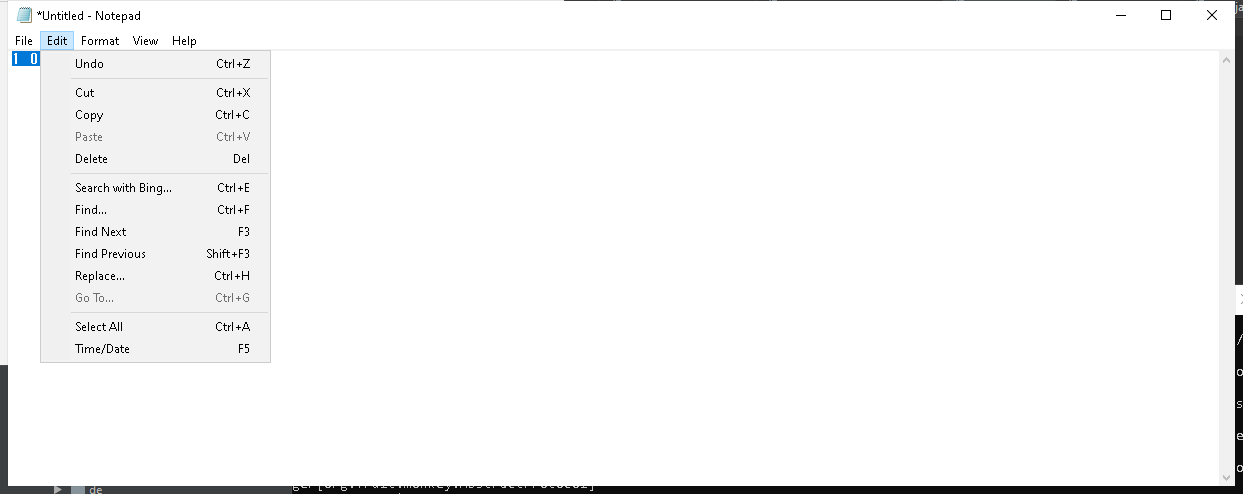 *Untitled - Notepad
File Edit Format View Help
1 0
Undo Ctrl+Z
Cut Ctrl+X
Copy Ctrl+C
Paste Ctrl+V
Delete Del
Search with Bing... Ctrl+E
Find... Ctrl+F
Find Next F3
Find Previous Shift+F3
Replace... Ctrl+H
Go To... Ctrl+G
Select All Ctrl+A
Time/Date F5
de